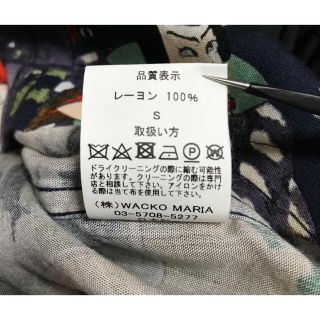 品質表示
レーヨン 100%
S
取扱い方
ドライクリーニングの際に縮む可能性
があります。クリーニングの際は専門
店と相談して下さい。アイロンをかけ
る際は当て布を使用して下さい。
(株)WACKO MARIA
03-5708-5277